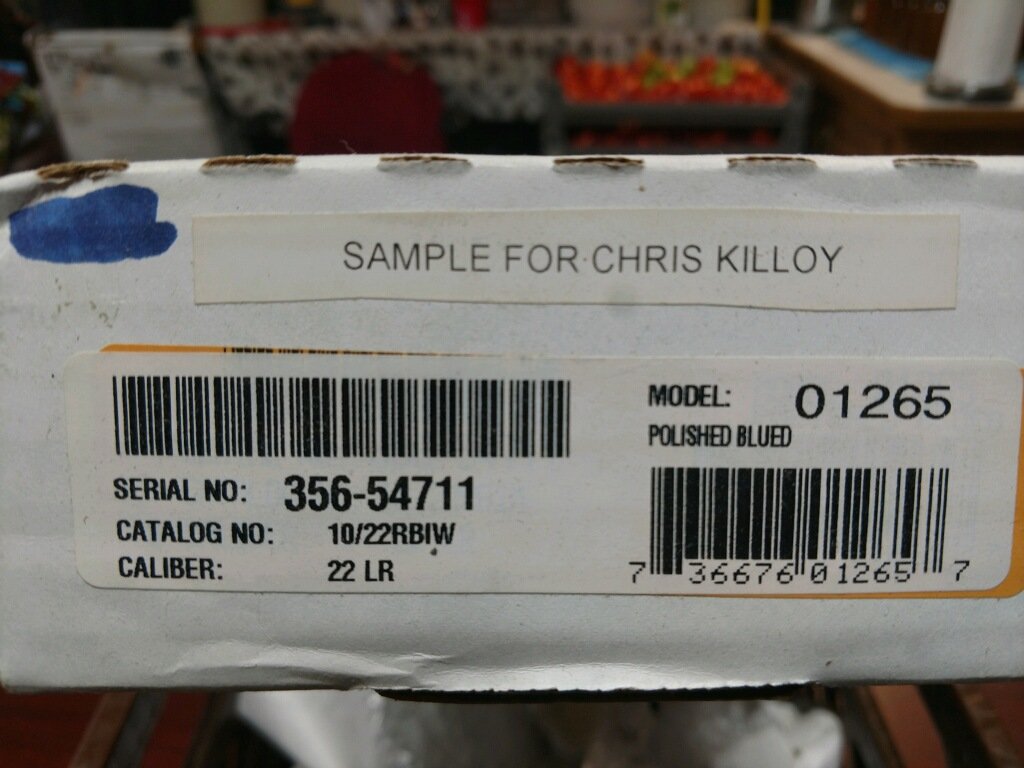 SAMPLE FOR CHRIS KILLOY
SERIAL NO: 356-54711
CATALOG NO: 10/22RBIW
CALIBER: 22 LR
MODEL: 01265
POLISHED BLUED
7 36676 01265 7